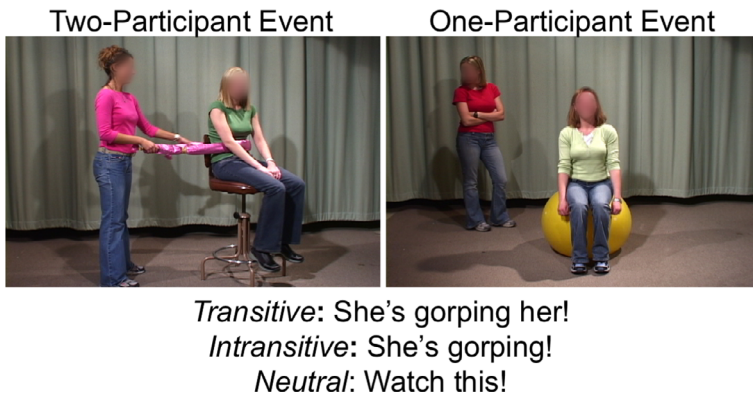 Two-Participant Event
One-Participant Event
Transitive: She's gorping her!
Intransitive: She's gorping!
Neutral: Watch this!